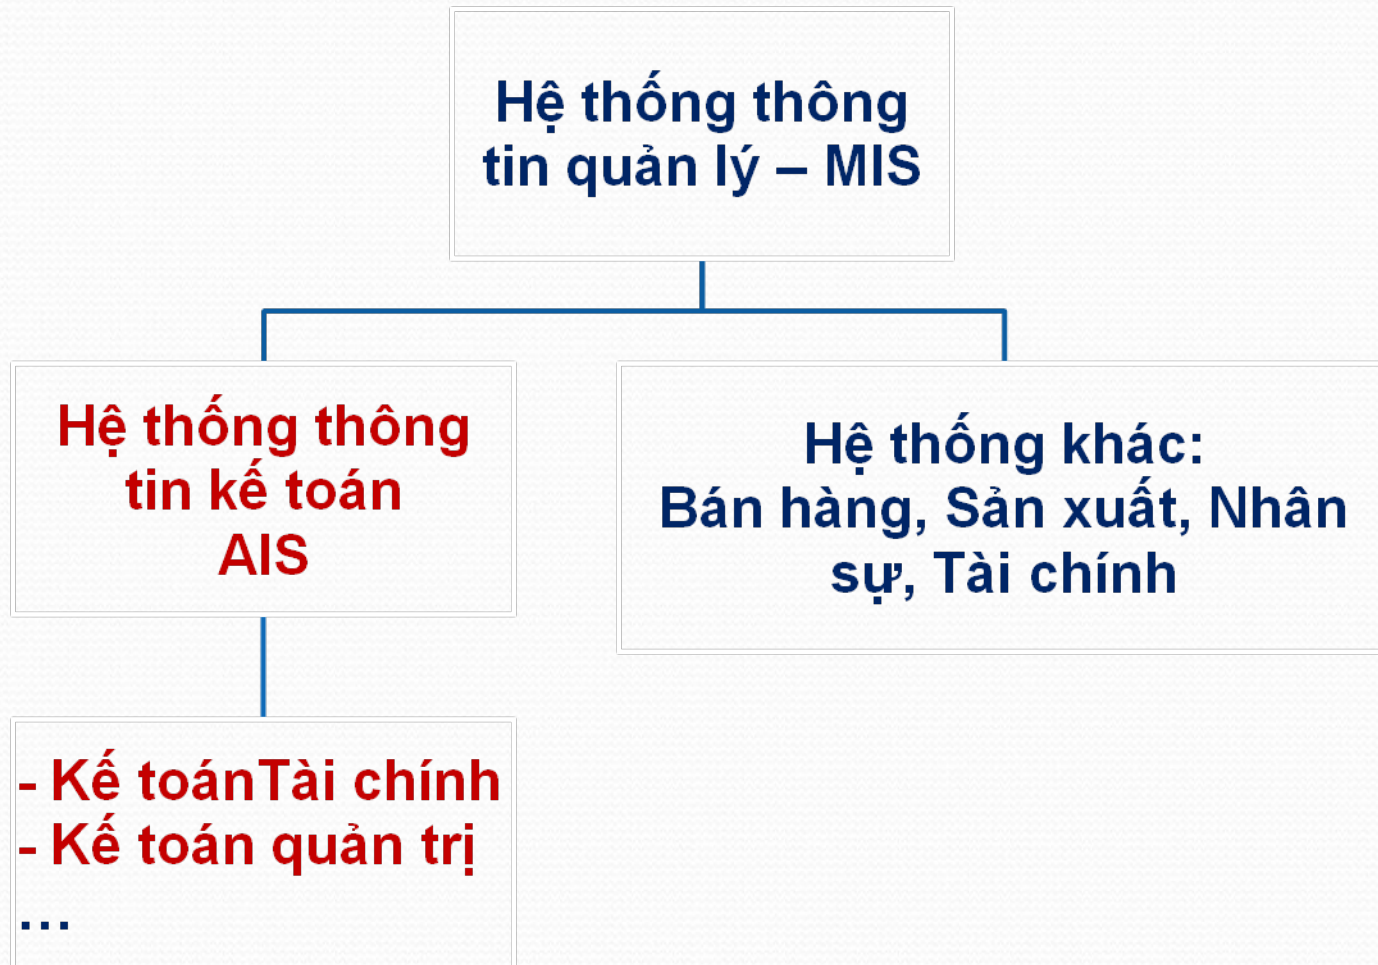 Hệ thống thông
tin quản lý – MIS
Hệ thống thông
tin kế toán
AIS
Hệ thống khác:
Bán hàng, Sản xuất, Nhân
sự, Tài chính
- Kế toánTài chính
- Kế toán quản trị
...